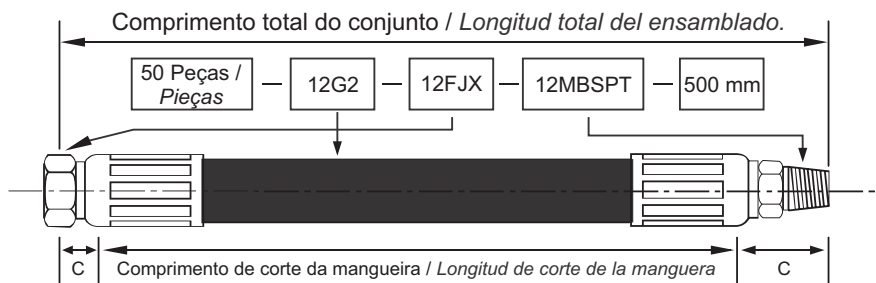 Comprimento total do conjunto / Longitud total del ensamblado.
50 Peças / Pieças — 12G2 — 12FJX — 12MBSPT — 500 mm
C Comprimento de corte da mangueira / Longitud de corte de la manguera C